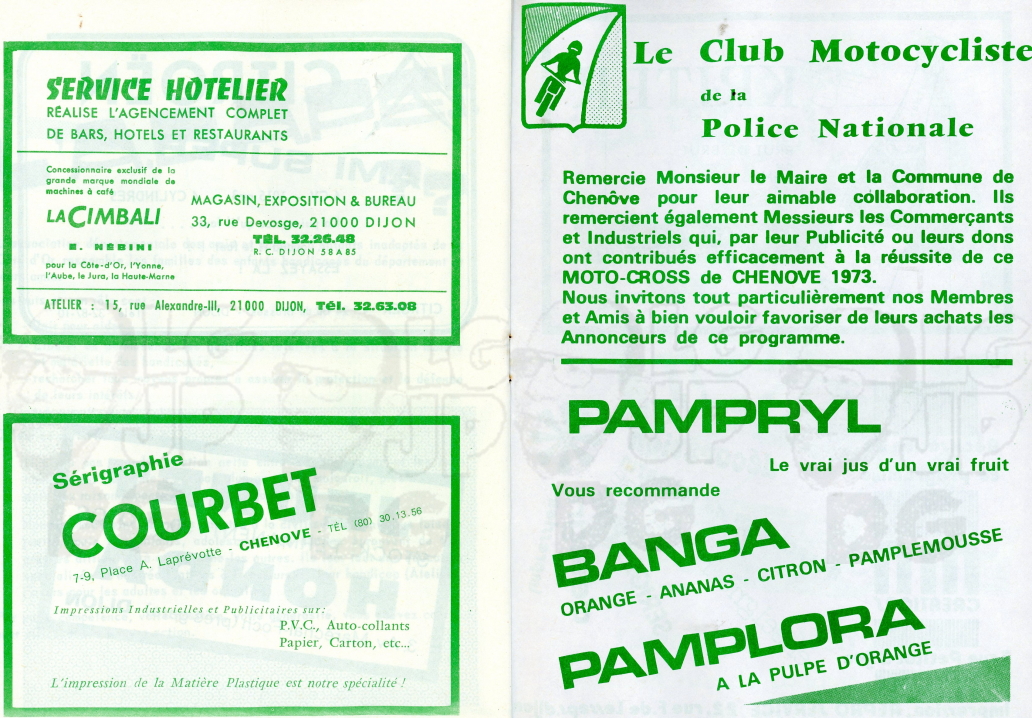 SERVICE HOTELIER
RÉALISE L'AGENCEMENT COMPLET
DE BARS, HOTELS ET RESTAURANTS
Concessionnaire exclusif de la
grande marque mondiale de
machines à café
LA CIMBALI
E. NEBINI
pour la Côte-d'Or, l'Yonne,
l'Aube, le Jura, la Haute-Marne
MAGASIN, EXPOSITION & BUREAU
33, rue Devosge, 21000 DIJON
TÉL. 32.26.48
R. C. DIJON 58 A 85
ATELIER : 15, rue Alexandre-III, 21000 DIJON, Tél. 32.63.08
Sérigraphie
COURBET
7-9, Place A. Laprévotte - CHENOVE - TÉL (80) 30.13.56
Impressions Industrielles et Publicitaires sur:
P.V.C., Auto-collants
Papier, Carton, etc...
L'impression de la Matière Plastique est notre spécialité !
Le Club Motocycliste
de la
Police Nationale
Remercie Monsieur le Maire et la Commune de
Chenôve pour leur aimable collaboration. Ils
remercient également Messieurs les Commerçants
et Industriels qui, par leur Publicité ou leurs dons
ont contribués efficacement à la réussite de ce
MOTO-CROSS de CHENOVE 1973.
Nous invitons tout particulièrement nos Membres
et Amis à bien vouloir favoriser de leurs achats les
Annonceurs de ce programme.
PAMPRYL
Le vrai jus d'un vrai fruit
Vous recommande
BANGA
ORANGE - ANANAS - CITRON - PAMPLEMOUSSE
PAMPLORA
A LA PULPE D'ORANGE